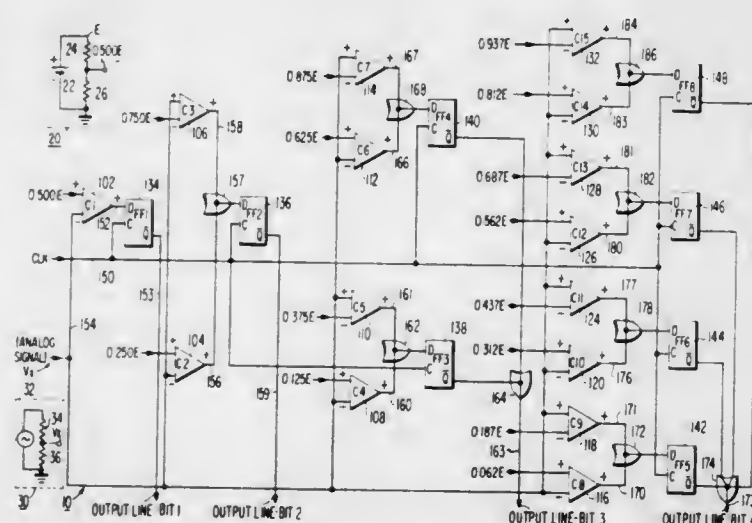 E
24
0.500E
22
26
20
0.750E
C3
106
158
0.500E
102
C1
152
134
D
FF1
C
Q̅
157
D
FF2
C
Q̅
136
CLK
150
153
154
(ANALOG SIGNAL)
32
0.250E
104
C2
156
159
34
36
30
10
OUTPUT LINE-BIT 1
OUTPUT LINE-BIT 2
0.875E
C7
114
167
168
D
FF4
C
Q̅
140
0.625E
C6
112
166
0.375E
C5
110
161
162
D
FF3
C
Q̅
138
0.125E
C4
108
160
164
163
OUTPUT LINE-BIT 3
0.937E
C15
132
184
186
D
FF8
C
Q̅
148
0.812E
C14
130
183
0.687E
C13
128
181
182
D
FF7
C
Q̅
146
0.562E
C12
126
180
0.437E
C11
124
177
178
D
FF6
C
Q̅
144
0.312E
C10
120
176
0.187E
C9
118
171
172
D
FF5
C
Q̅
142
0.062E
C8
116
170
174
OUTPUT LINE-BIT